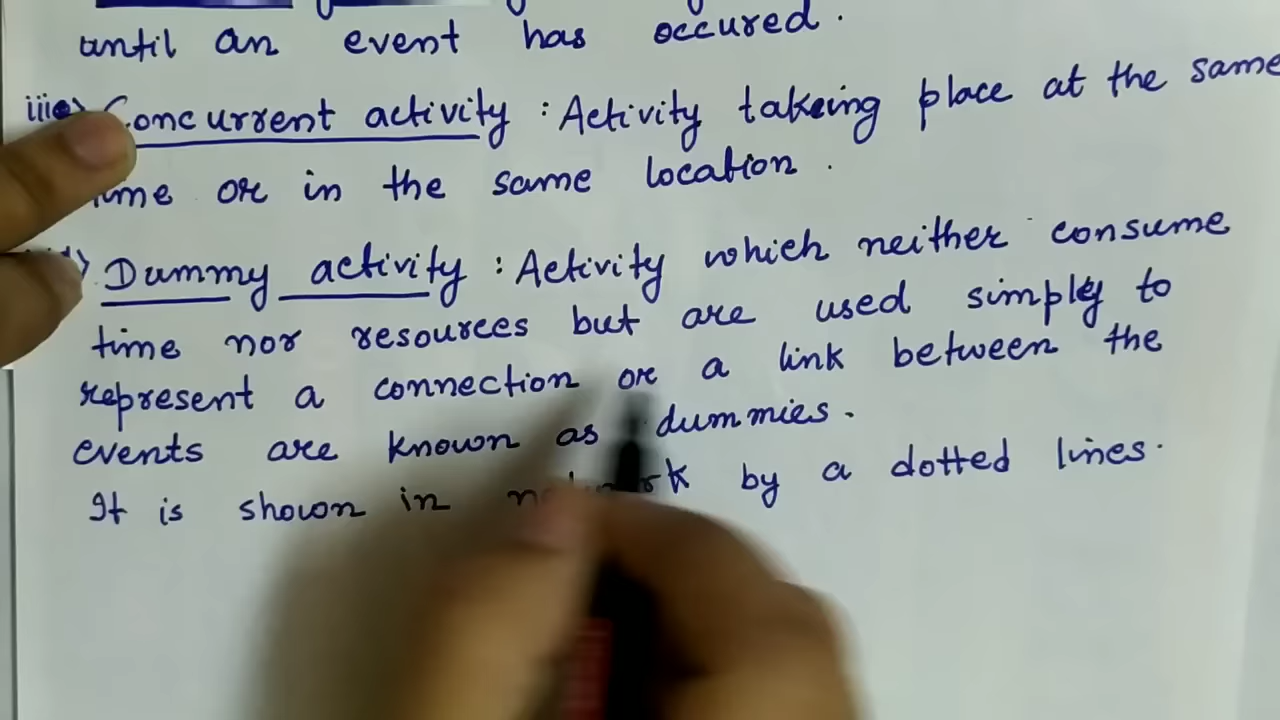 until an event has occured.
Concurrent activity : Activity takeing place at the same
or in the same location.
Dummy activity : Activity which neither consume
time nor resources but are used simply to
represent a connection or a link between the
events are known as dummies.
It is shown in network by a dotted lines.